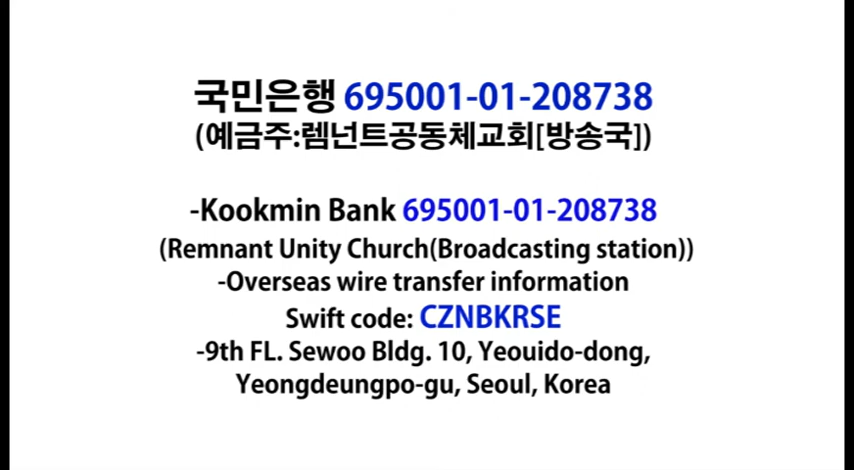 국민은행 695001-01-208738
(예금주:렘넌트공동체교회[방송국])
-Kookmin Bank 695001-01-208738
(Remnant Unity Church(Broadcasting station))
-Overseas wire transfer information
Swift code: CZNBKRSE
-9th FL. Sewoo Bldg. 10, Yeouido-dong,
Yeongdeungpo-gu, Seoul, Korea